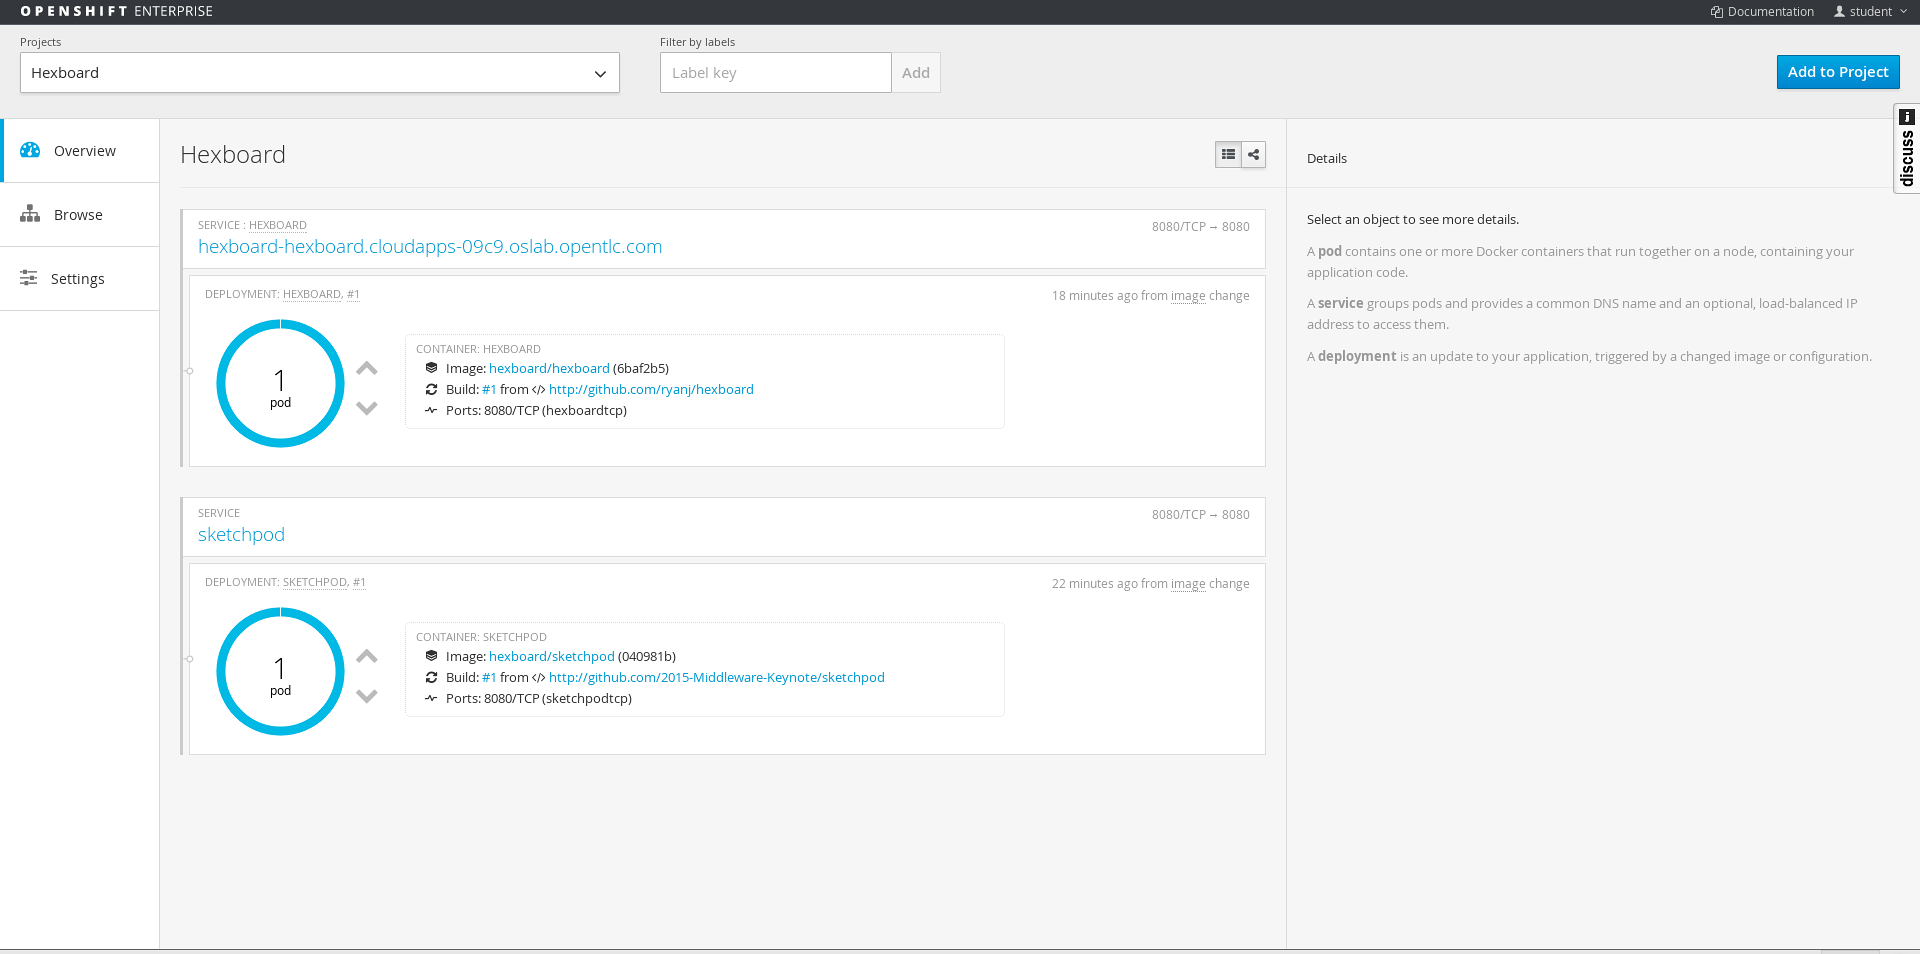 OPENSHIFT ENTERPRISE
Documentation
student
Projects
Hexboard
Filter by labels
Label key
Add
Add to Project
discuss
Overview
Browse
Settings
Hexboard
SERVICE : HEXBOARD
8080/TCP → 8080
hexboard-hexboard.cloudapps-09c9.oslab.opentlc.com
DEPLOYMENT: HEXBOARD, #1
18 minutes ago from image change
1
pod
CONTAINER: HEXBOARD
Image: hexboard/hexboard (6baf2b5)
Build: #1 from </> http://github.com/ryanj/hexboard
Ports: 8080/TCP (hexboardtcp)
SERVICE
8080/TCP → 8080
sketchpod
DEPLOYMENT: SKETCHPOD, #1
22 minutes ago from image change
1
pod
CONTAINER: SKETCHPOD
Image: hexboard/sketchpod (040981b)
Build: #1 from </> http://github.com/2015-Middleware-Keynote/sketchpod
Ports: 8080/TCP (sketchpodtcp)
Details
Select an object to see more details.
A pod contains one or more Docker containers that run together on a node, containing your
application code.
A service groups pods and provides a common DNS name and an optional, load-balanced IP
address to access them.
A deployment is an update to your application, triggered by a changed image or configuration.